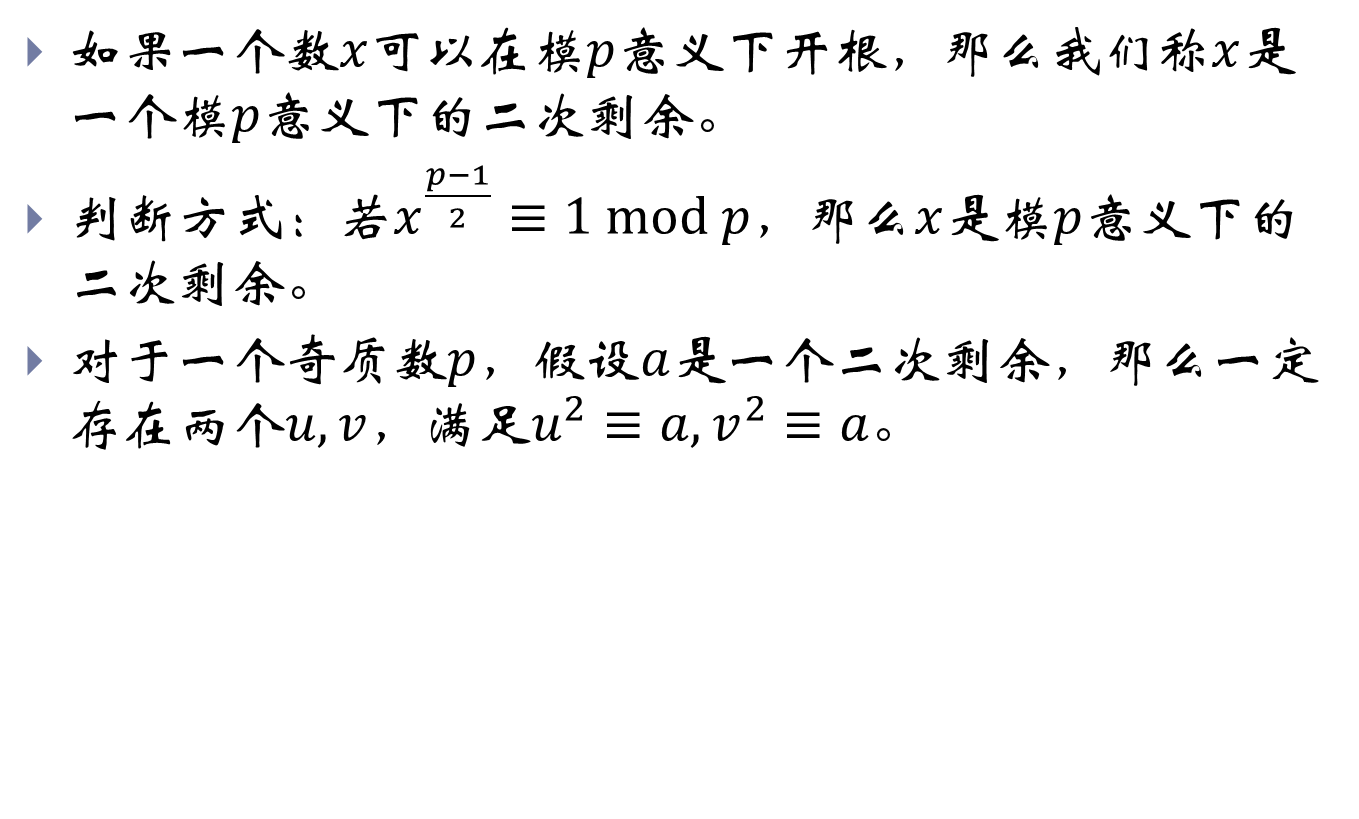 如果一个数x可以在模p意义下开根，那么我们称x是
一个模p意义下的二次剩余。
判断方式：若x^{\frac{p-1}{2}} ≡ 1 mod p，那么x是模p意义下的
二次剩余。
对于一个奇质数p，假设a是一个二次剩余，那么一定
存在两个u, v，满足u² ≡ a, v² ≡ a。